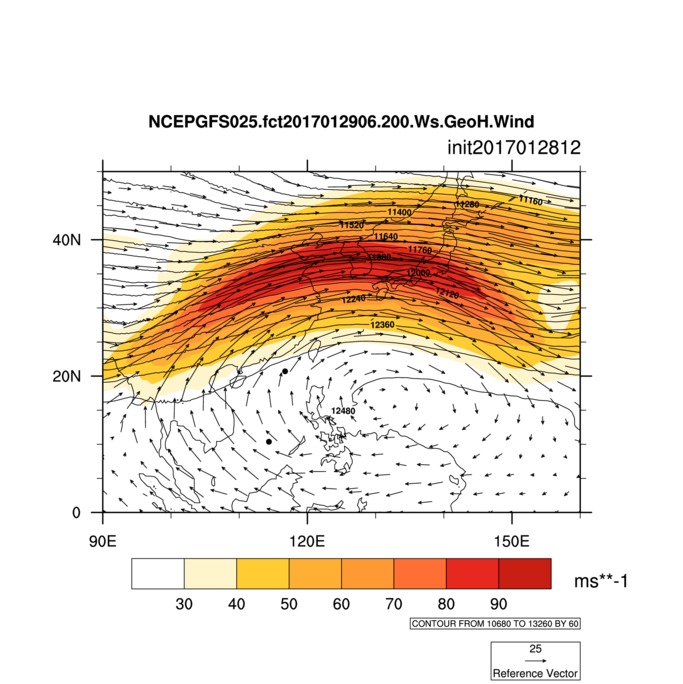 NCEPGFS025.fct2017012906.200.Ws.GeoH.Wind
init2017012812
11160
11280
11400
11520
11640
11760
11880
12000
12120
12240
12360
12480
40N
20N
0
90E 120E 150E
30 40 50 60 70 80 90
ms**-1
CONTOUR FROM 10680 TO 13260 BY 60
25
Reference Vector